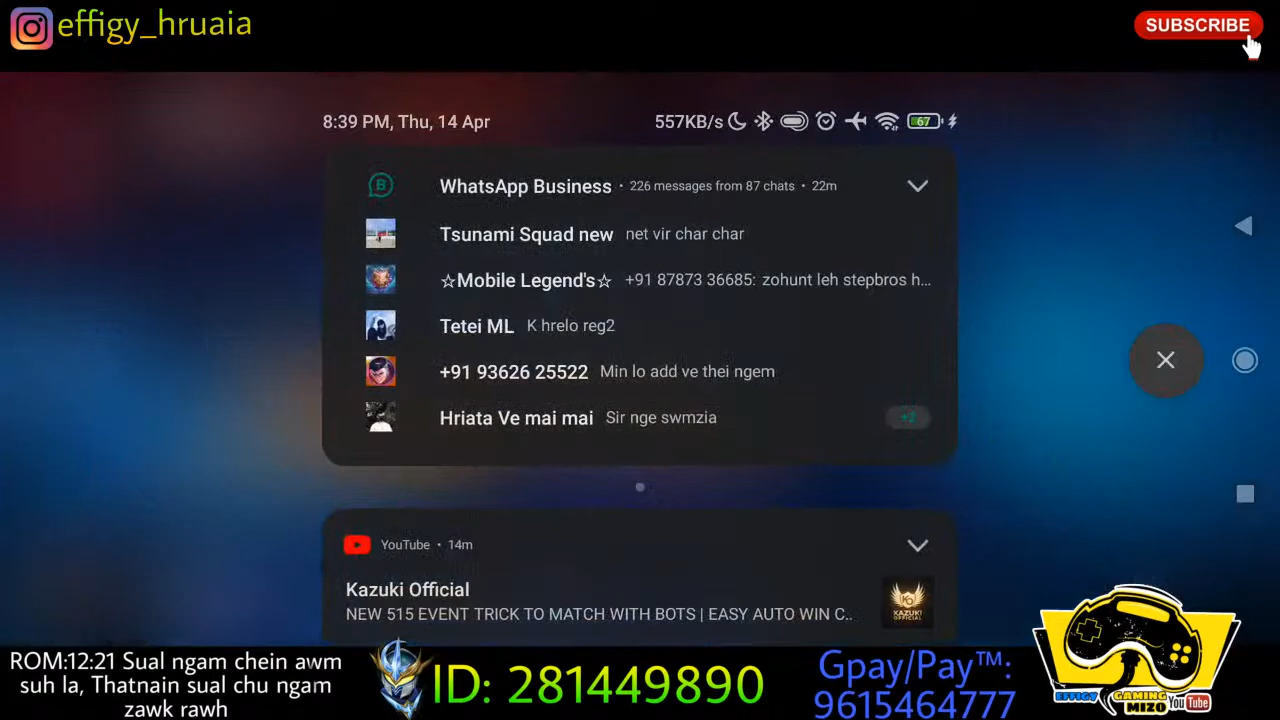 effigy_hruaia
SUBSCRIBE
8:39 PM, Thu, 14 Apr
557KB/s
67
WhatsApp Business • 226 messages from 87 chats • 22m
Tsunami Squad new net vir char char
☆Mobile Legend's☆ +91 87873 36685: zohunt leh stepbros h...
Tetei ML K hrelo reg2
+91 93626 25522 Min lo add ve thei ngem
Hriata Ve mai mai Sir nge swmzia
+2
YouTube • 14m
Kazuki Official
NEW 515 EVENT TRICK TO MATCH WITH BOTS | EASY AUTO WIN C..
KAZUKI
OFFICIAL
ROM:12:21 Sual ngam chein awm
suh la, Thatnain sual chu ngam
zawk rawh
ID: 281449890
Gpay/Pay™:
9615464777
EFFIGY GAMING
MIZO YouTube